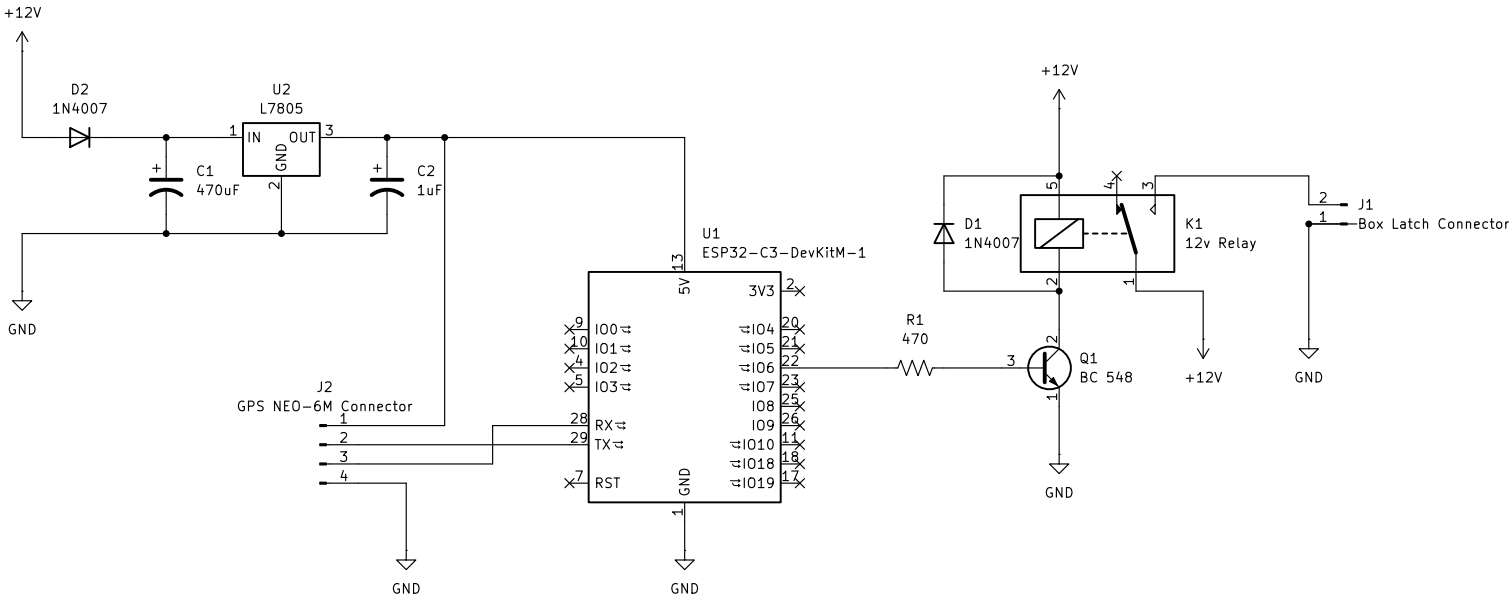 +12V
D2
1N4007
U2
L7805
1
IN
OUT
3
GND
2
+
C1
470uF
+
C2
1uF
GND
J2
GPS NEO-6M Connector
1
2
3
4
GND
U1
ESP32-C3-DevKitM-1
13
5V
3V3
2
9
IO0
10
IO1
4
IO2
5
IO3
28
RX
29
TX
7
RST
IO4
20
IO5
21
IO6
22
IO7
23
IO8
25
IO9
26
IO10
11
IO18
18
IO19
17
GND
1
GND
R1
470
+12V
D1
1N4007
5
4
3
K1
12v Relay
2
1
+12V
3
2
Q1
BC 548
1
GND
2
J1
1
Box Latch Connector
GND